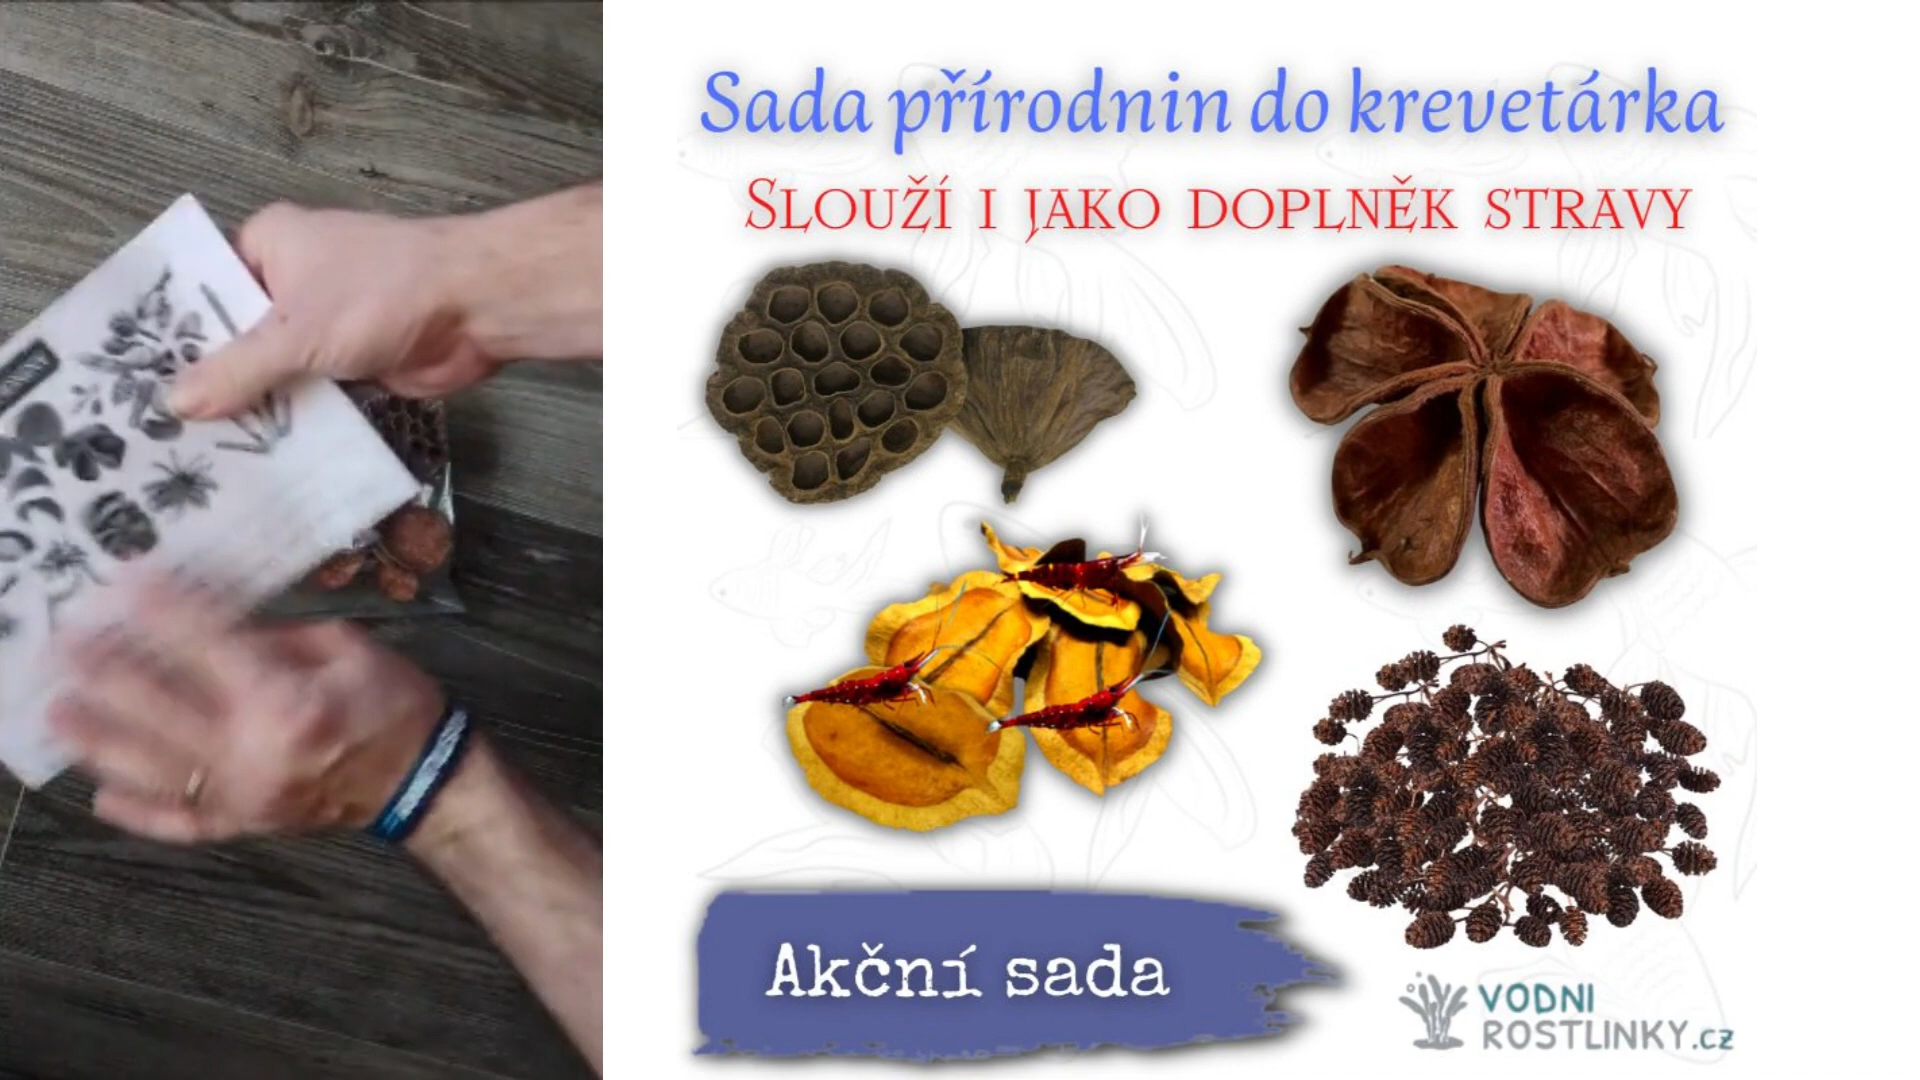 Sada přírodnin do krevetárka
Slouží i jako doplněk stravy
Akční sada
VODNI
ROSTLINKY.cz